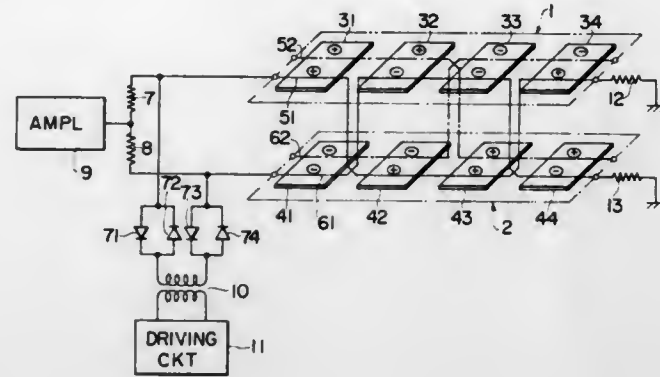 31 32 33 1 34
52
7
51
AMPL
12
8
9
62
72 73
71 74
41 61 42 43 44
13
2
10
DRIVING
CKT
11
+ − + − + − + −
− + − + − + − +